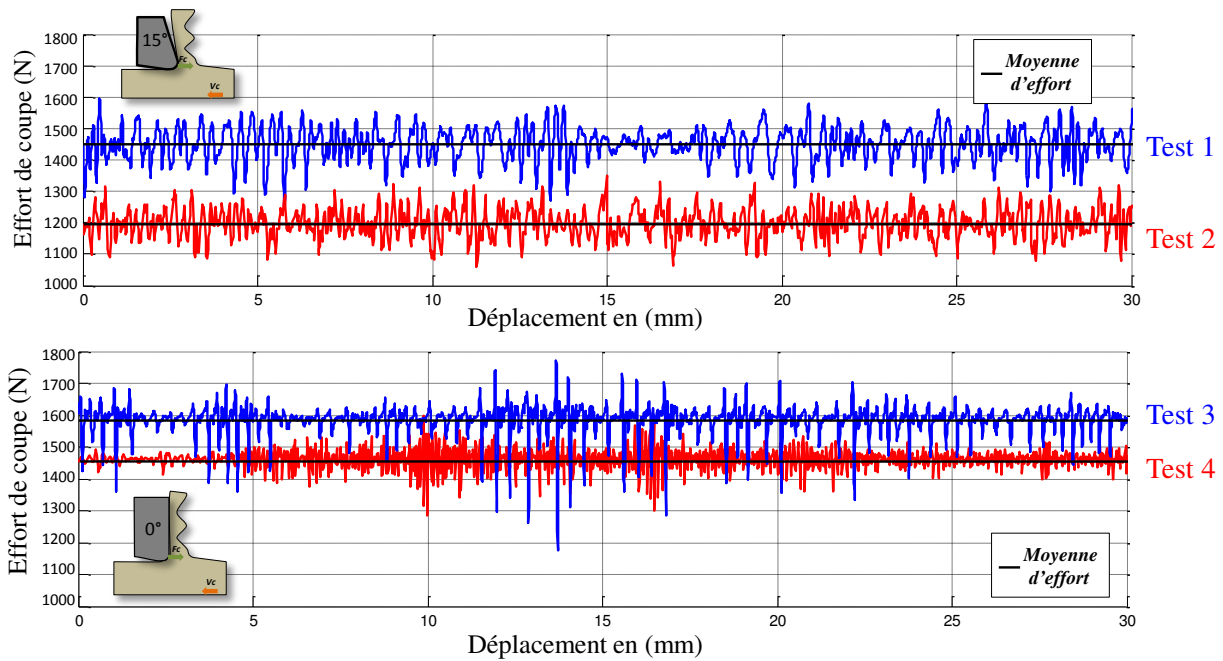 Effort de coupe (N)
1800
1700
1600
1500
1400
1300
1200
1100
1000
15°
Fc
Vc
Moyenne
d'effort
Test 1
Test 2
0
5
10
15
20
25
30
Déplacement en (mm)
Effort de coupe (N)
1800
1700
1600
1500
1400
1300
1200
1100
1000
0°
Fc
Vc
Test 3
Test 4
Moyenne
d'effort
0
5
10
15
20
25
30
Déplacement en (mm)